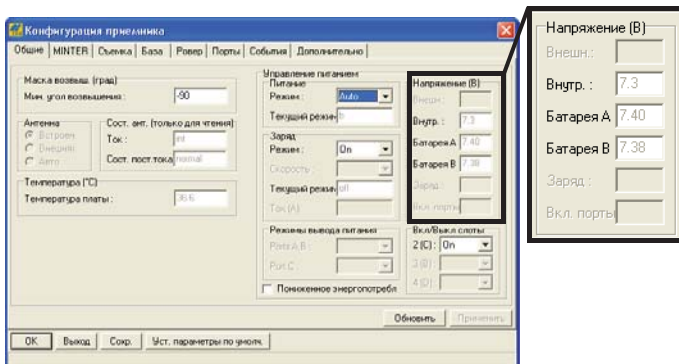 Конфигурация приемника
Общие MINTER Съемка База Ровер Порты События Дополнительно
Маска возвыш. (град)
Мин. угол возвышения : -90
Антенна
Встроен
Внешняя
Авто
Сост. ант. (только для чтения)
Ток : int
Сост. пост.тока normal
Температура (°C)
Температура платы : 36.6
Управление питанием
Питание
Режим : Auto
Текущий режим b
Заряд
Режим : On
Скорость :
Текущий режим off
Ток (А)
Режимы вывода питания
Порта A,B :
Port C :
Пониженное энергопотребл
Напряжение (В)
Внешн.:
Внутр. : 7.3
Батарея A 7.40
Батарея B 7.38
Заряд :
Вкл. порты
Вкл/Выкл слоты
2 (C) : On
3 (B) :
4 (D) :
Обновить Применить
OK Выход Сохр. Уст. параметры по умолч.
Напряжение (В)
Внешн.:
Внутр. : 7.3
Батарея A 7.40
Батарея B 7.38
Заряд :
Вкл. порты